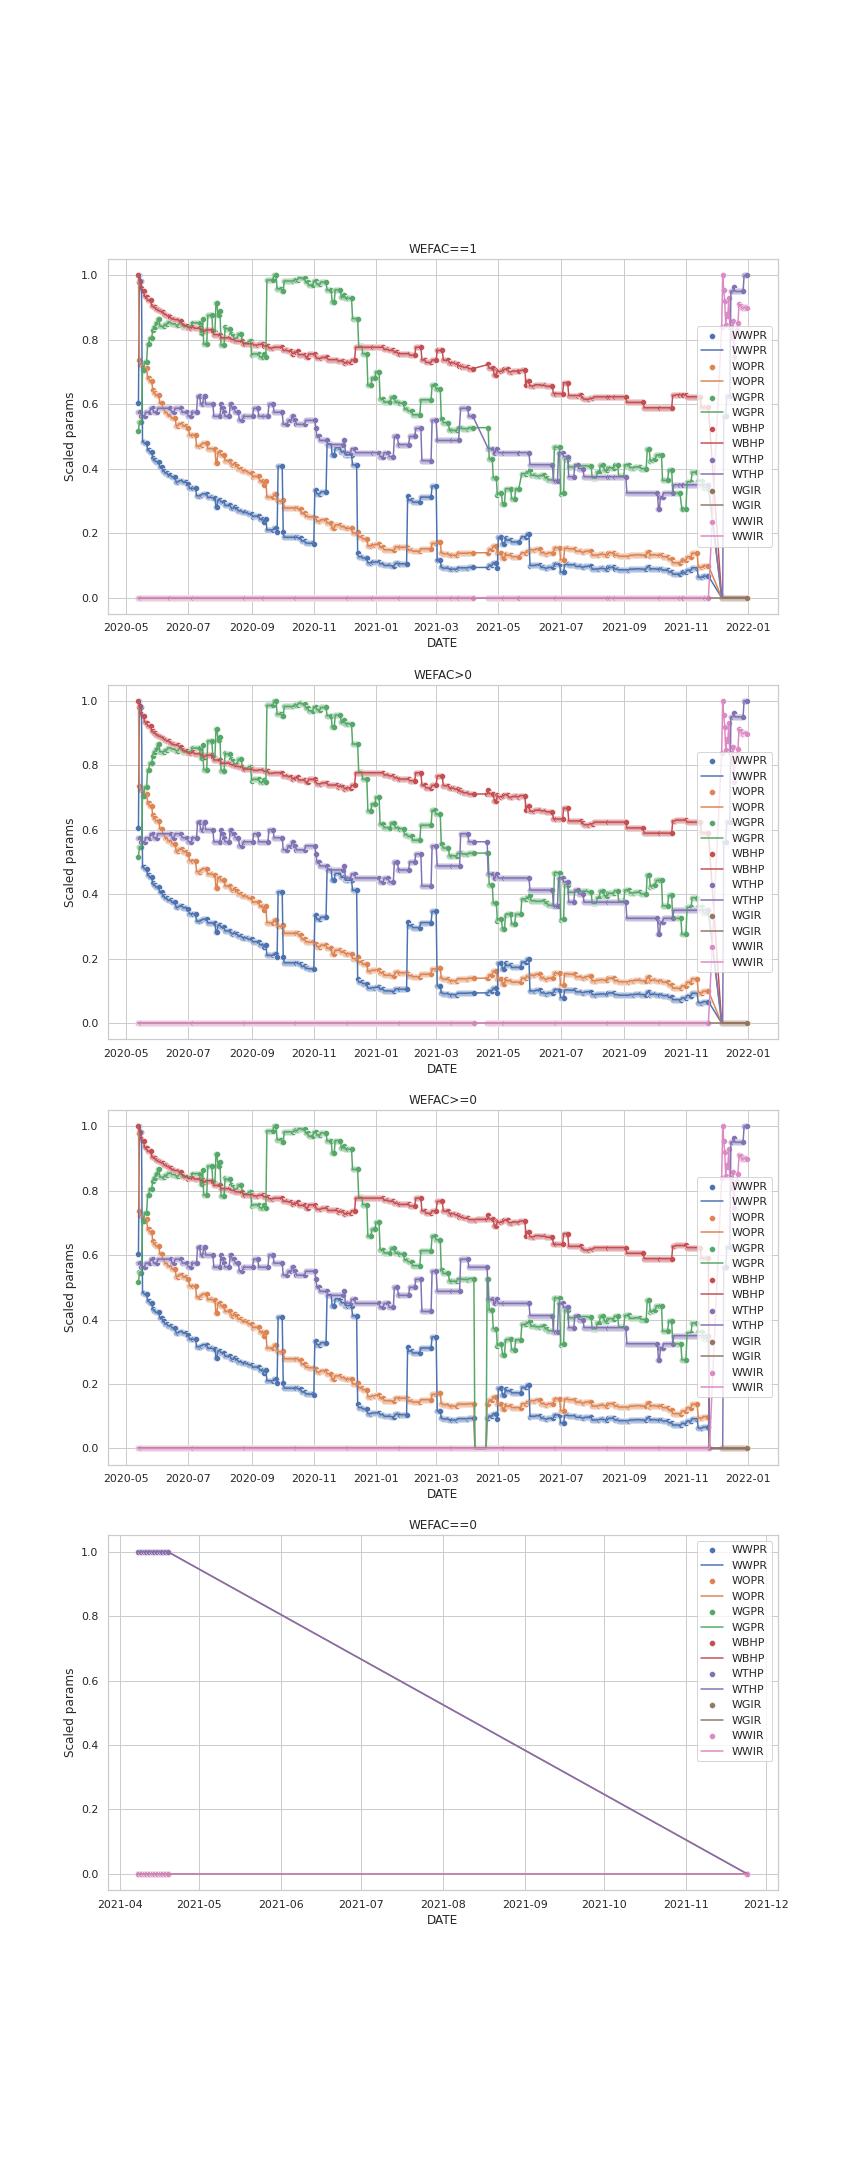 WEFAC==1
1.0
0.8
0.6
0.4
0.2
0.0
Scaled params
WWPR
WWPR
WOPR
WOPR
WGPR
WGPR
WBHP
WBHP
WTHP
WTHP
WGIR
WGIR
WWIR
WWIR
2020-05 2020-07 2020-09 2020-11 2021-01 2021-03 2021-05 2021-07 2021-09 2021-11 2022-01
DATE
WEFAC>0
1.0
0.8
0.6
0.4
0.2
0.0
Scaled params
WWPR
WWPR
WOPR
WOPR
WGPR
WGPR
WBHP
WBHP
WTHP
WTHP
WGIR
WGIR
WWIR
WWIR
2020-05 2020-07 2020-09 2020-11 2021-01 2021-03 2021-05 2021-07 2021-09 2021-11 2022-01
DATE
WEFAC>=0
1.0
0.8
0.6
0.4
0.2
0.0
Scaled params
WWPR
WWPR
WOPR
WOPR
WGPR
WGPR
WBHP
WBHP
WTHP
WTHP
WGIR
WGIR
WWIR
WWIR
2020-05 2020-07 2020-09 2020-11 2021-01 2021-03 2021-05 2021-07 2021-09 2021-11 2022-01
DATE
WEFAC==0
1.0
0.8
0.6
0.4
0.2
0.0
Scaled params
WWPR
WWPR
WOPR
WOPR
WGPR
WGPR
WBHP
WBHP
WTHP
WTHP
WGIR
WGIR
WWIR
WWIR
2021-04 2021-05 2021-06 2021-07 2021-08 2021-09 2021-10 2021-11 2021-12
DATE